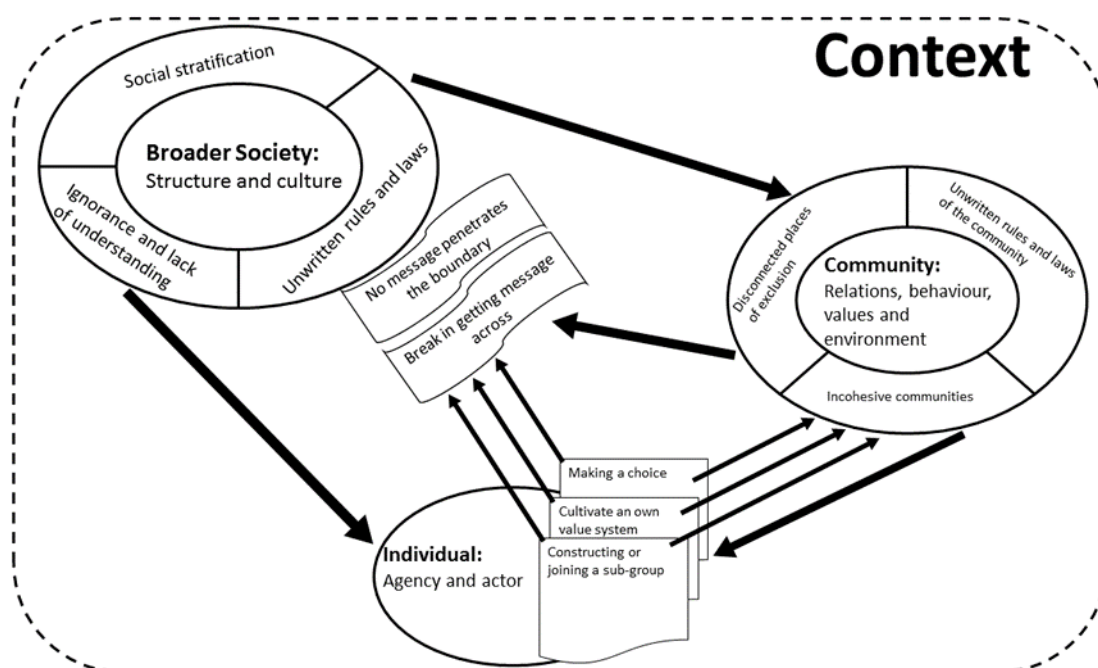 Context
Social stratification
Broader Society:
Structure and culture
Ignorance and lack
of understanding
Unwritten rules and laws
No message penetrates
the boundary
Break in getting message
across
Disconnected places
of exclusion
Unwritten rules and laws
of the community
Community:
Relations, behaviour,
values and
environment
Incohesive communities
Making a choice
Cultivate an own
value system
Constructing or
joining a sub-group
Individual:
Agency and actor